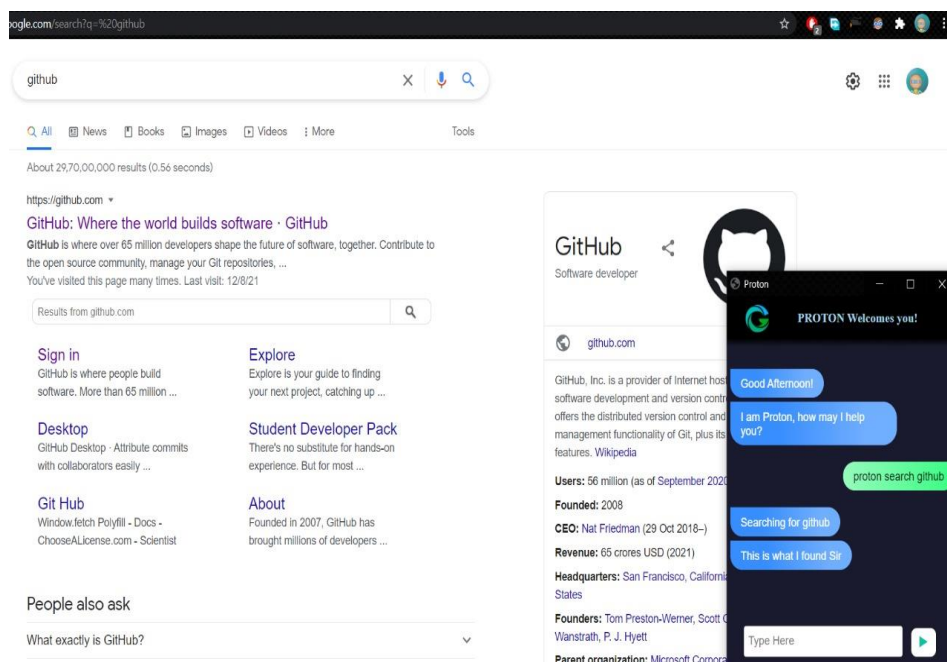 oogle.com/search?q=%20github
2
github
All News Books Images Videos More Tools
About 29,70,00,000 results (0.56 seconds)
https://github.com
GitHub: Where the world builds software · GitHub
GitHub is where over 65 million developers shape the future of software, together. Contribute to
the open source community, manage your Git repositories, ...
You've visited this page many times. Last visit: 12/8/21
Results from github.com
Sign in
GitHub is where people build
software. More than 65 million ...
Explore
Explore is your guide to finding
your next project, catching up ...
Desktop
GitHub Desktop · Attribute commits
with collaborators easily ...
Student Developer Pack
There's no substitute for hands-on
experience. But for most ...
Git Hub
Window.fetch Polyfill - Docs -
ChooseALicense.com - Scientist
About
Founded in 2007, GitHub has
brought millions of developers ...
People also ask
What exactly is GitHub?
GitHub
Software developer
github.com
GitHub, Inc. is a provider of Internet host
software development and version contr
offers the distributed version control and
management functionality of Git, plus its
features. Wikipedia
Users: 56 million (as of September 2020
Founded: 2008
CEO: Nat Friedman (29 Oct 2018–)
Revenue: 65 crores USD (2021)
Headquarters: San Francisco, Californi
States
Founders: Tom Preston-Werner, Scott C
Wanstrath, P. J. Hyett
Parent organization: Microsoft Corpora
Proton
PROTON Welcomes you!
Good Afternoon!
I am Proton, how may I help
you?
proton search github
Searching for github
This is what I found Sir
Type Here